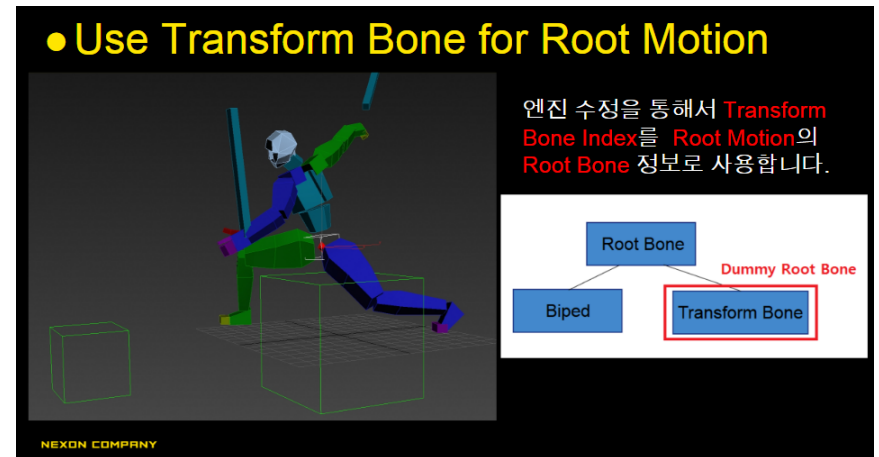 ●Use Transform Bone for Root Motion
엔진 수정을 통해서 Transform
Bone Index를 Root Motion의
Root Bone 정보로 사용합니다.
Root Bone
Dummy Root Bone
Biped
Transform Bone
NEXON COMPANY